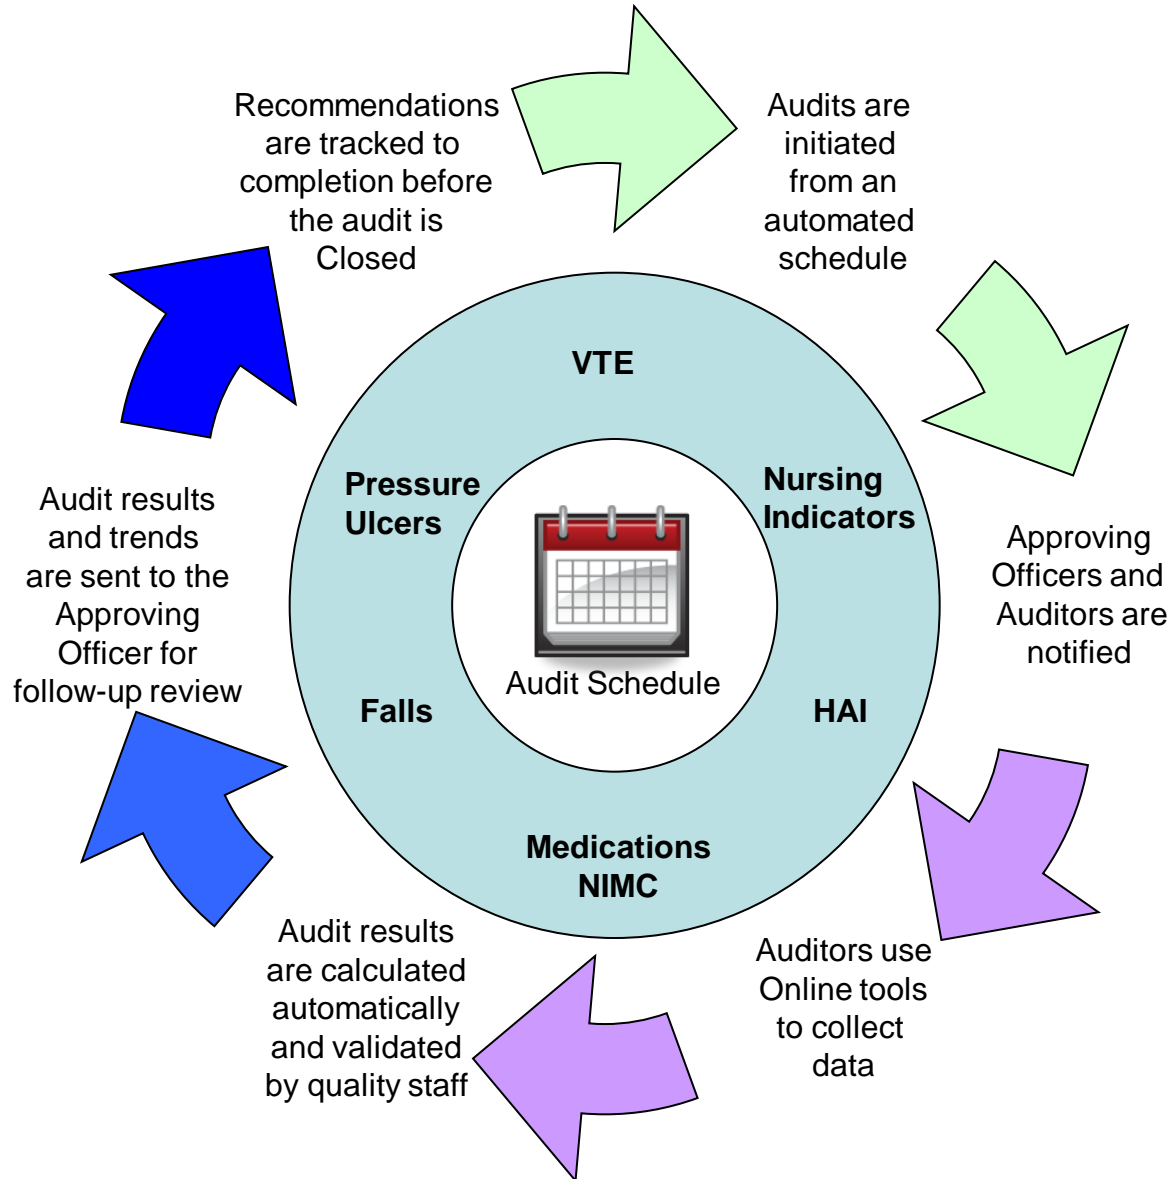 Recommendations
are tracked to
completion before
the audit is
Closed
Audits are
initiated
from an
automated
schedule
Approving
Officers and
Auditors are
notified
Auditors use
Online tools
to collect
data
Audit results
are calculated
automatically
and validated
by quality staff
Audit results
and trends
are sent to the
Approving
Officer for
follow-up review
VTE
Nursing
Indicators
HAI
Medications
NIMC
Falls
Pressure
Ulcers
Audit Schedule